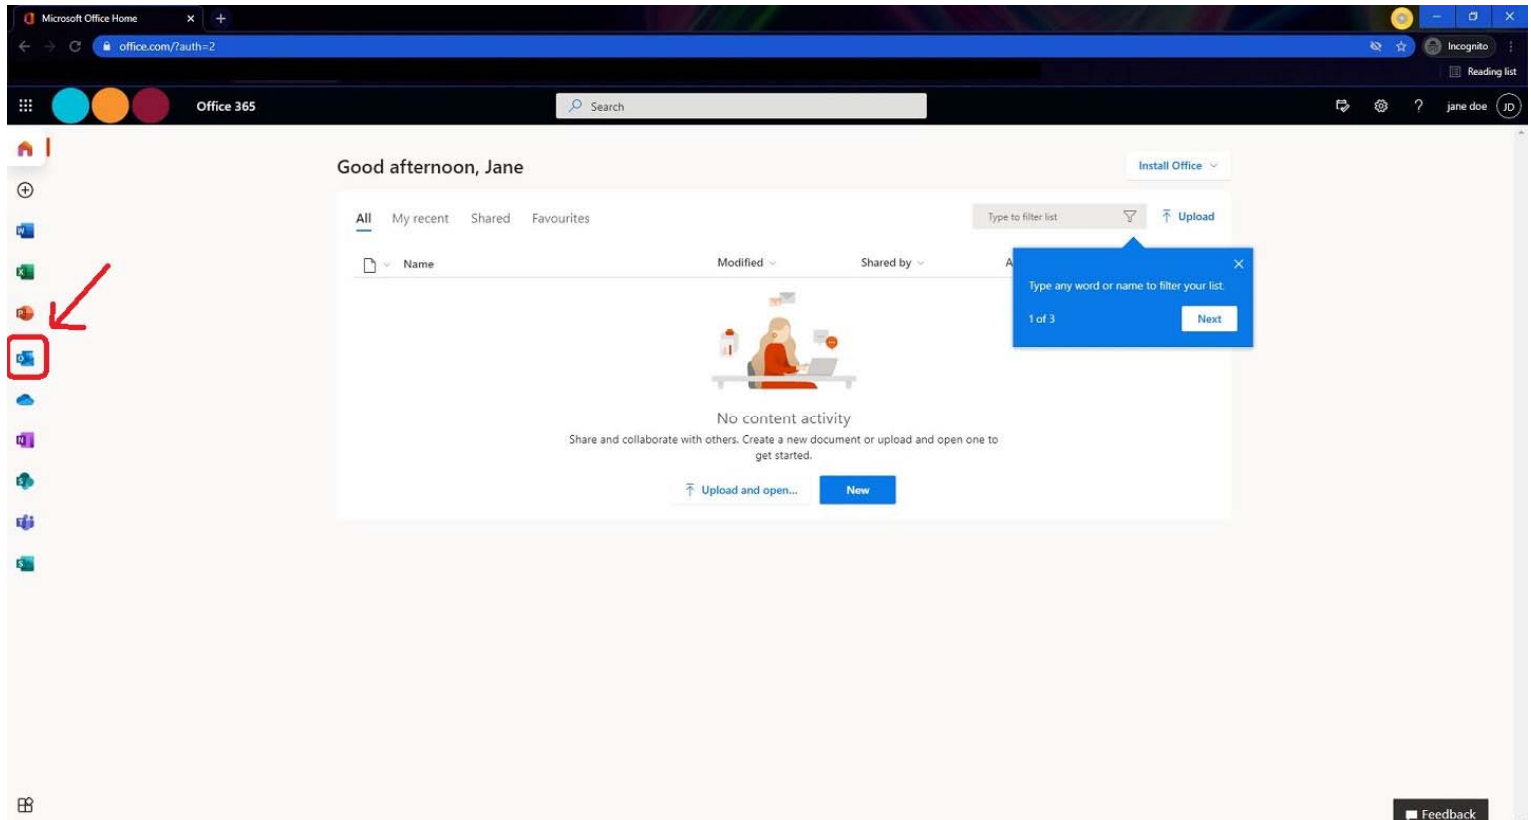 Microsoft Office Home
office.com/?auth=2
Incognito
Reading list
Office 365
Search
jane doe
JD
Good afternoon, Jane
Install Office
All My recent Shared Favourites
Type to filter list
Upload
Name Modified Shared by A
Type any word or name to filter your list.
1 of 3
Next
No content activity
Share and collaborate with others. Create a new document or upload and open one to
get started.
Upload and open...
New
Feedback